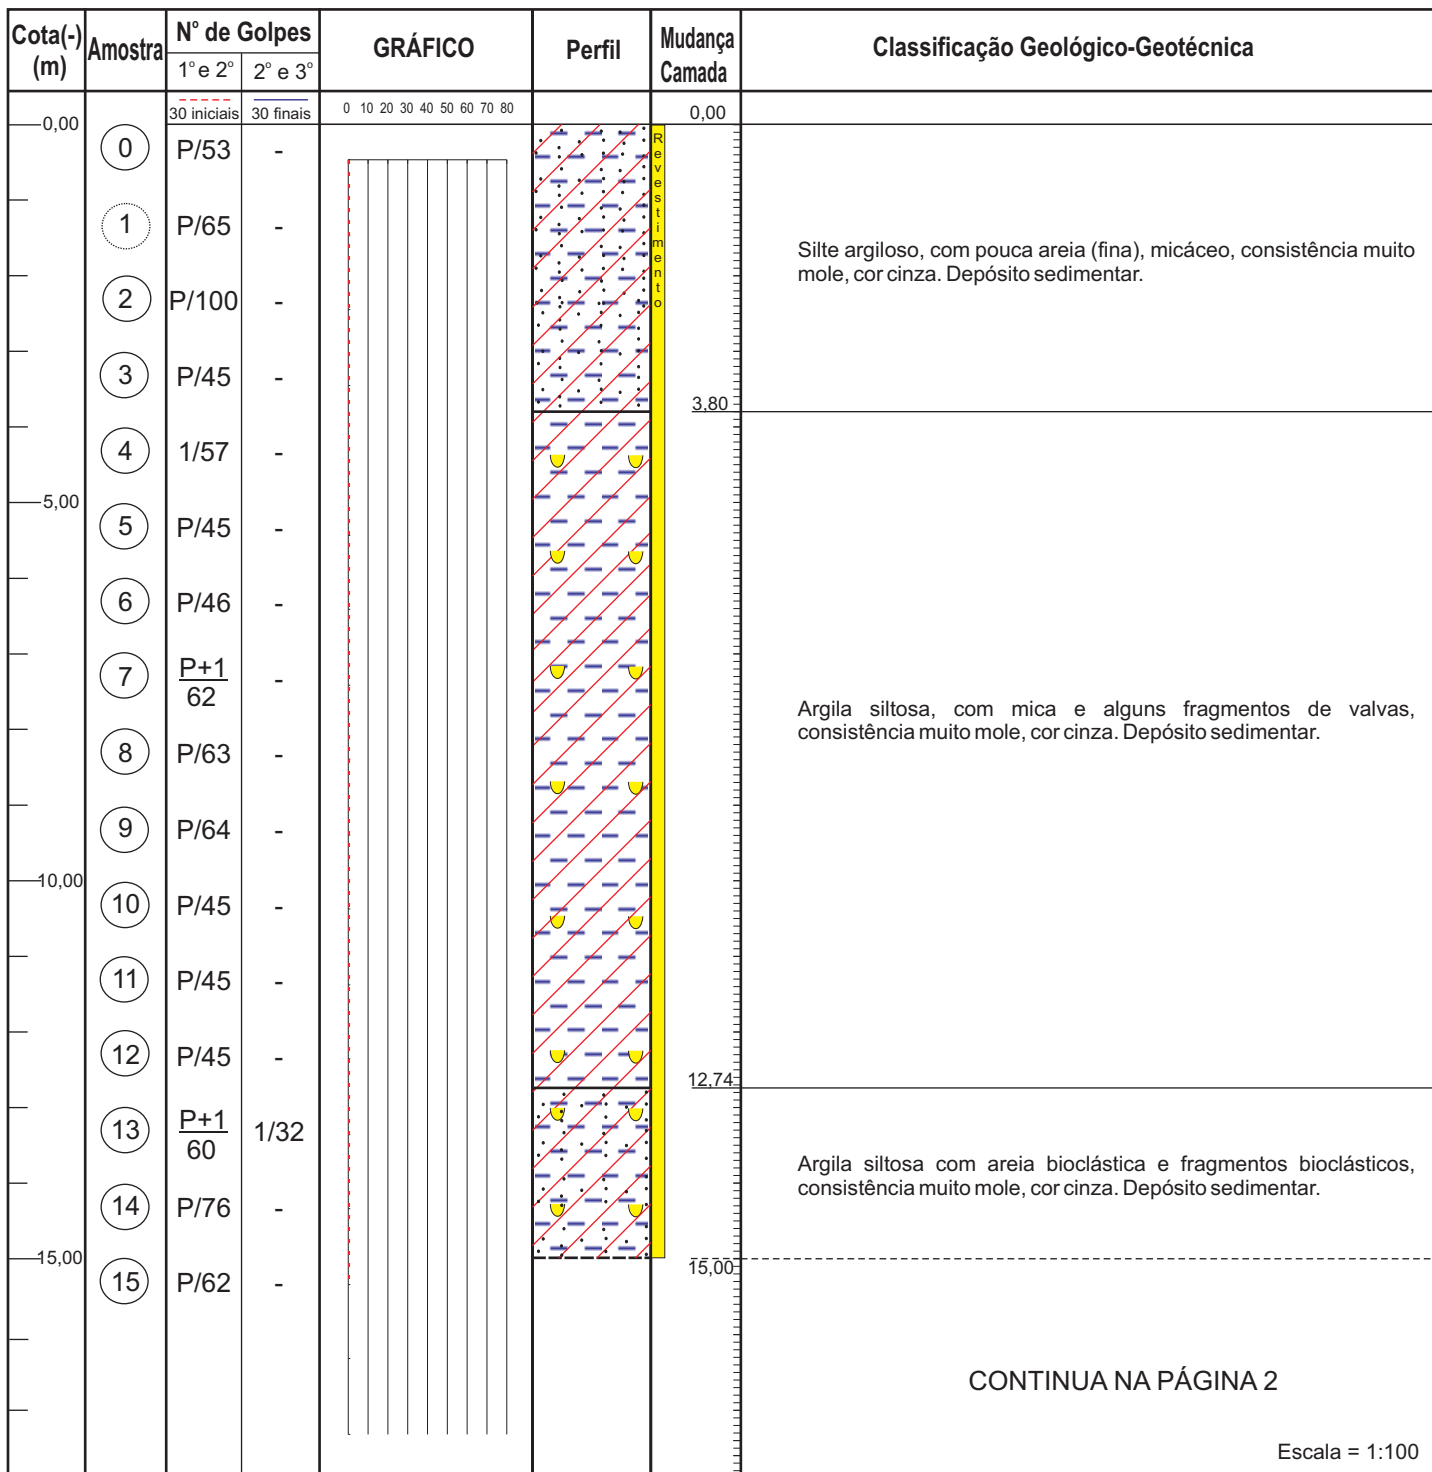 Cota(-)
(m)
Amostra
N° de Golpes
1° e 2°
2° e 3°
GRÁFICO
Perfil
Mudança
Camada
Classificação Geológico-Geotécnica
30 iniciais
30 finais
0 10 20 30 40 50 60 70 80
0,00
0,00
Revestimento
0 P/53 -
1 P/65 -
Silte argiloso, com pouca areia (fina), micáceo, consistência muito
mole, cor cinza. Depósito sedimentar.
2 P/100 -
3 P/45 -
3,80
4 1/57 -
5,00
5 P/45 -
6 P/46 -
7 P+1 -
62
Argila siltosa, com mica e alguns fragmentos de valvas,
consistência muito mole, cor cinza. Depósito sedimentar.
8 P/63 -
9 P/64 -
10,00
10 P/45 -
11 P/45 -
12 P/45 -
12,74
13 P+1 1/32
60
Argila siltosa com areia bioclástica e fragmentos bioclásticos,
consistência muito mole, cor cinza. Depósito sedimentar.
14 P/76 -
15,00
15,00
15 P/62 -
CONTINUA NA PÁGINA 2
Escala = 1:100